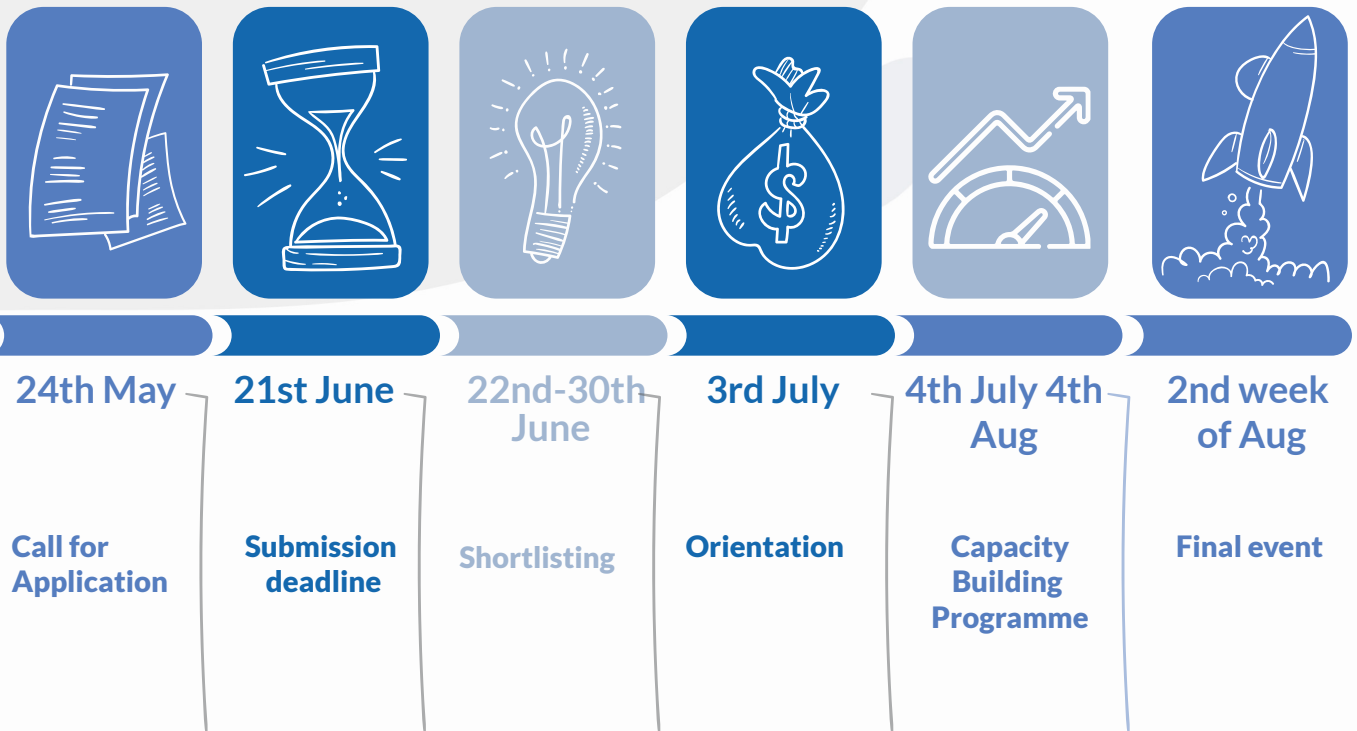 24th May
21st June
22nd-30th
June
3rd July
4th July 4th
Aug
2nd week
of Aug
Call for
Application
Submission
deadline
Shortlisting
Orientation
Capacity
Building
Programme
Final event
$